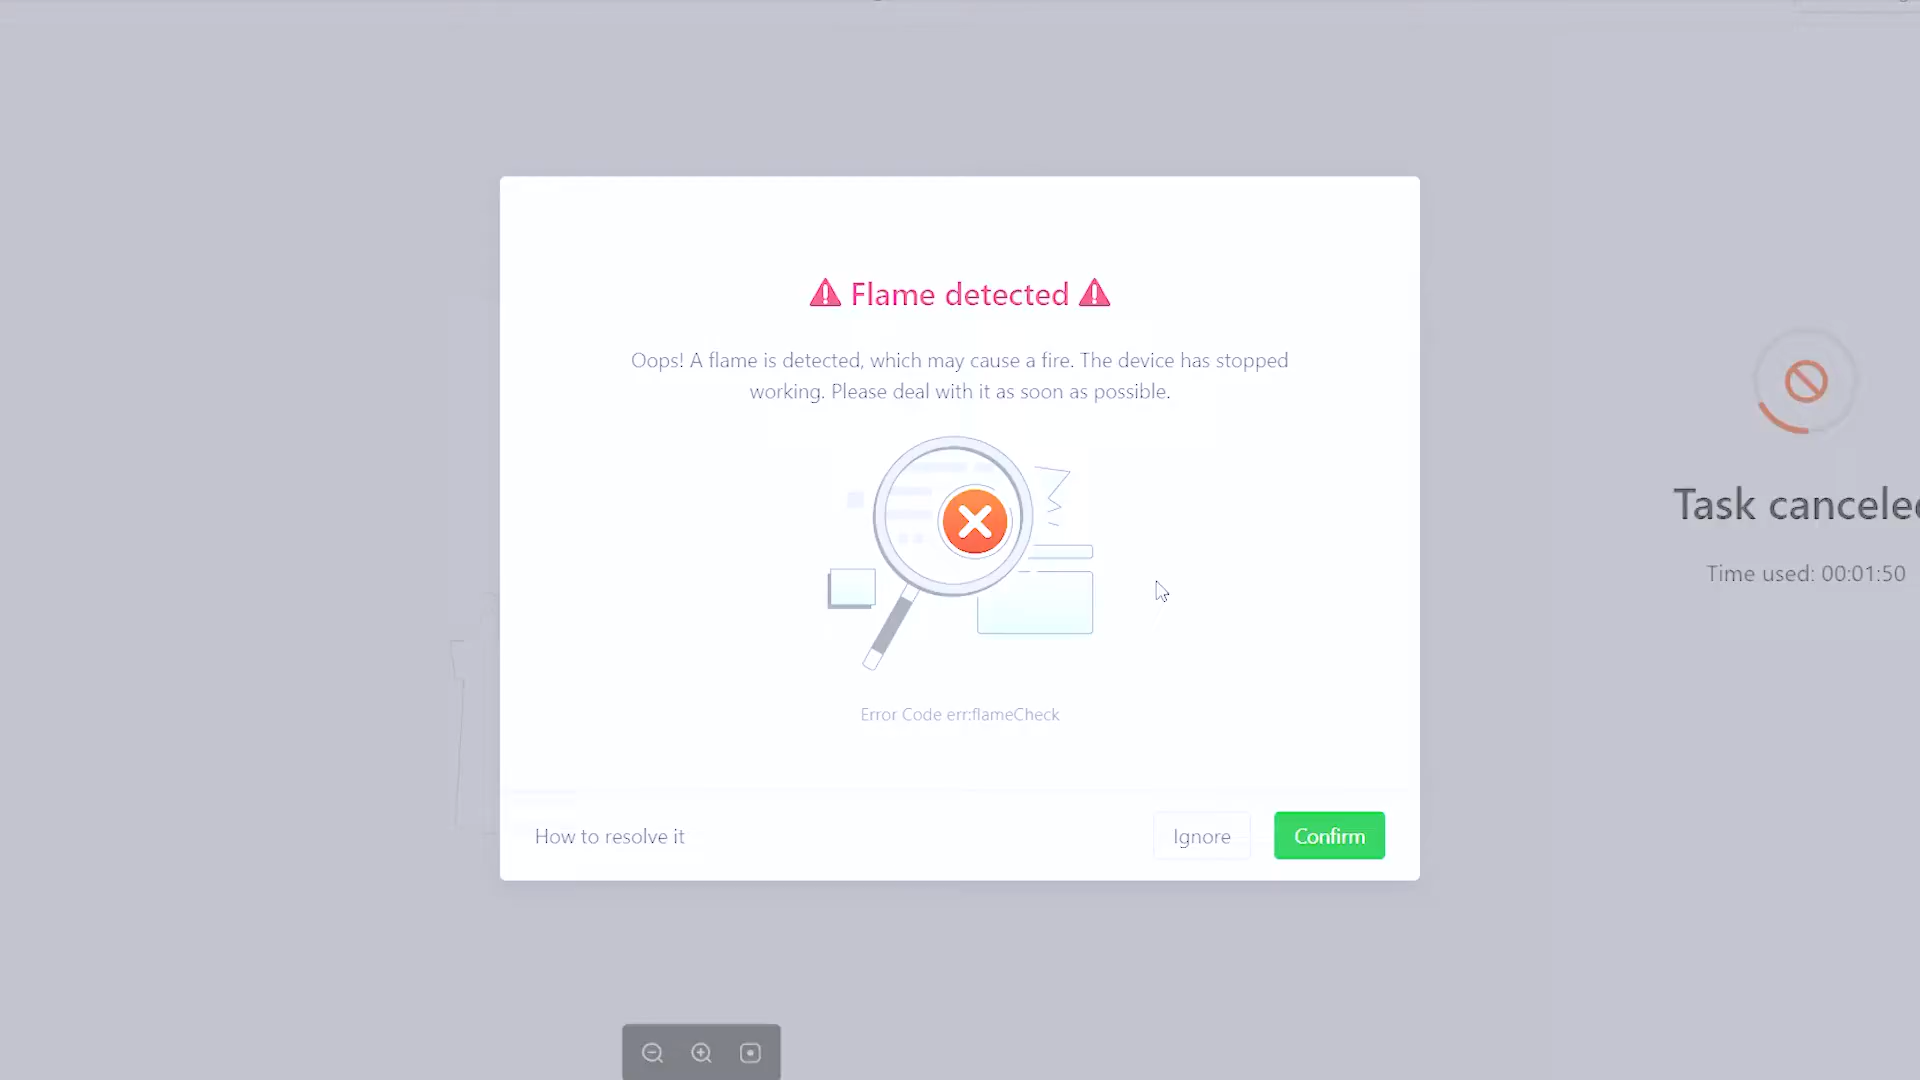 Flame detected
Oops! A flame is detected, which may cause a fire. The device has stopped
working. Please deal with it as soon as possible.
Error Code err:flameCheck
How to resolve it
Ignore
Confirm
Task cancele
Time used: 00:01:50